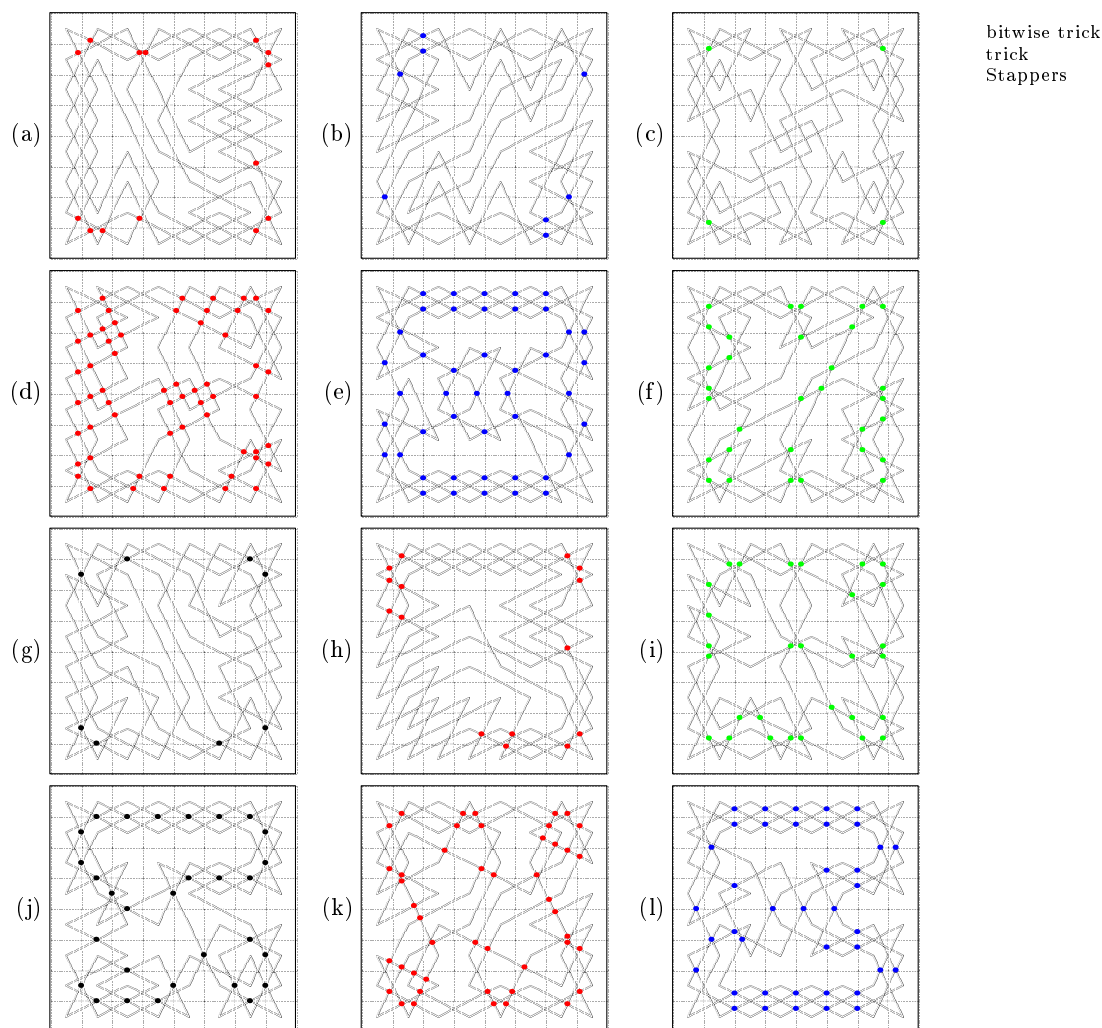 bitwise trick
trick
Stappers
(a)
(b)
(c)
(d)
(e)
(f)
(g)
(h)
(i)
(j)
(k)
(l)